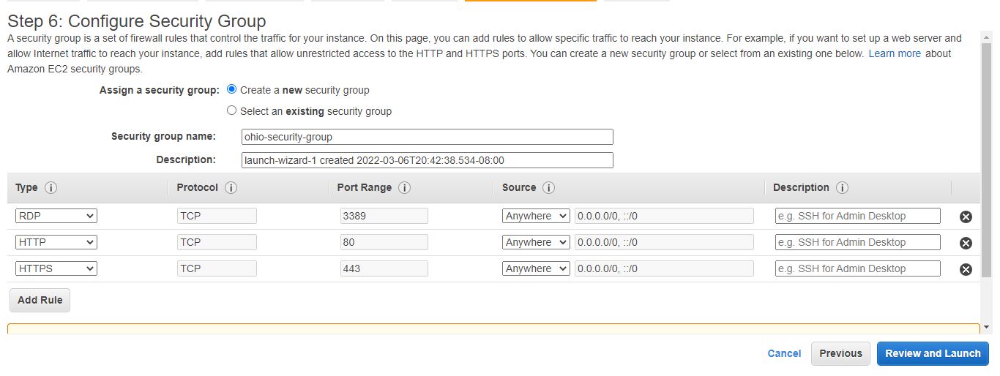 Step 6: Configure Security Group
A security group is a set of firewall rules that control the traffic for your instance. On this page, you can add rules to allow specific traffic to reach your instance. For example, if you want to set up a web server and
allow Internet traffic to reach your instance, add rules that allow unrestricted access to the HTTP and HTTPS ports. You can create a new security group or select from an existing one below. Learn more about
Amazon EC2 security groups.
Assign a security group: Create a new security group
Select an existing security group
Security group name: ohio-security-group
Description: launch-wizard-1 created 2022-03-06T20:42:38.534-08:00
Type i Protocol i Port Range i Source i Description i
RDP TCP 3389 Anywhere 0.0.0.0/0, ::/0 e.g. SSH for Admin Desktop
HTTP TCP 80 Anywhere 0.0.0.0/0, ::/0 e.g. SSH for Admin Desktop
HTTPS TCP 443 Anywhere 0.0.0.0/0, ::/0 e.g. SSH for Admin Desktop
Add Rule
Cancel Previous Review and Launch